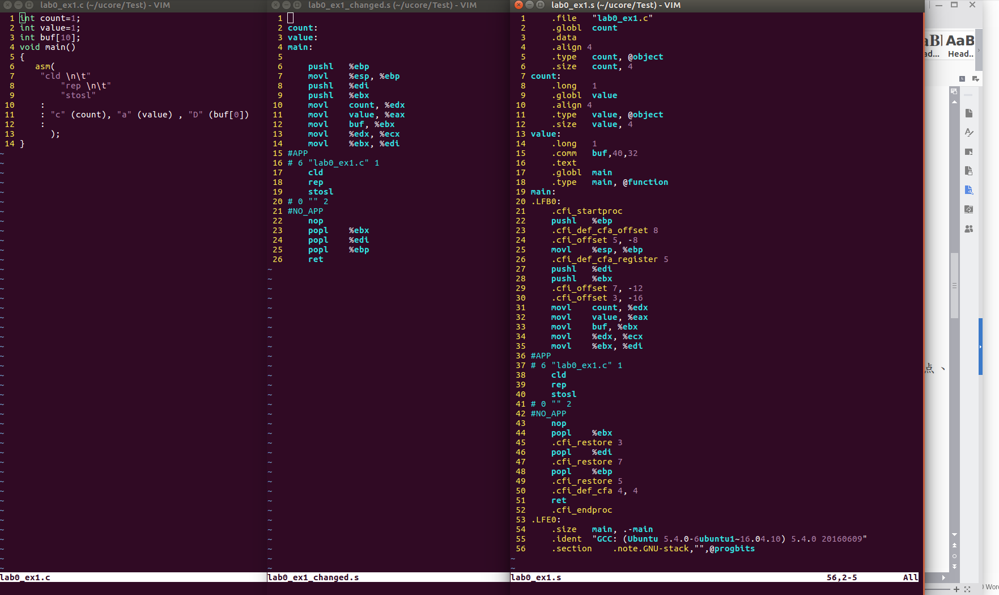 lab0_ex1.c (~/ucore/Test) - VIM
1 int count=1;
2 int value=1;
3 int buf[10];
4 void main()
5 {
6 asm(
7 "cld \n\t"
8 "rep \n\t"
9 "stosl"
10 :
11 : "c" (count), "a" (value) , "D" (buf[0])
12 :
13 );
14 }
lab0_ex1.c
lab0_ex1_changed.s (~/ucore/Test) - VIM
1
2 count:
3 value:
4 main:
5
6 pushl %ebp
7 movl %esp, %ebp
8 pushl %edi
9 pushl %ebx
10 movl count, %edx
11 movl value, %eax
12 movl buf, %ebx
13 movl %edx, %ecx
14 movl %ebx, %edi
15 #APP
16 # 6 "lab0_ex1.c" 1
17 cld
18 rep
19 stosl
20 # 0 "" 2
21 #NO_APP
22 nop
23 popl %ebx
24 popl %edi
25 popl %ebp
26 ret
lab0_ex1_changed.s
lab0_ex1.s (~/ucore/Test) - VIM
1 .file "lab0_ex1.c"
2 .globl count
3 .data
4 .align 4
5 .type count, @object
6 .size count, 4
7 count:
8 .long 1
9 .globl value
10 .align 4
11 .type value, @object
12 .size value, 4
13 value:
14 .long 1
15 .comm buf,40,32
16 .text
17 .globl main
18 .type main, @function
19 main:
20 .LFB0:
21 .cfi_startproc
22 pushl %ebp
23 .cfi_def_cfa_offset 8
24 .cfi_offset 5, -8
25 movl %esp, %ebp
26 .cfi_def_cfa_register 5
27 pushl %edi
28 pushl %ebx
29 .cfi_offset 7, -12
30 .cfi_offset 3, -16
31 movl count, %edx
32 movl value, %eax
33 movl buf, %ebx
34 movl %edx, %ecx
35 movl %ebx, %edi
36 #APP
37 # 6 "lab0_ex1.c" 1
38 cld
39 rep
40 stosl
41 # 0 "" 2
42 #NO_APP
43 nop
44 popl %ebx
45 .cfi_restore 3
46 popl %edi
47 .cfi_restore 7
48 popl %ebp
49 .cfi_restore 5
50 .cfi_def_cfa 4, 4
51 ret
52 .cfi_endproc
53 .LFE0:
54 .size main, .-main
55 .ident "GCC: (Ubuntu 5.4.0-6ubuntu1~16.04.10) 5.4.0 20160609"
56 .section .note.GNU-stack,"",@progbits
lab0_ex1.s 56,2-5 All
AaB
ad... Head..
点、
Wor